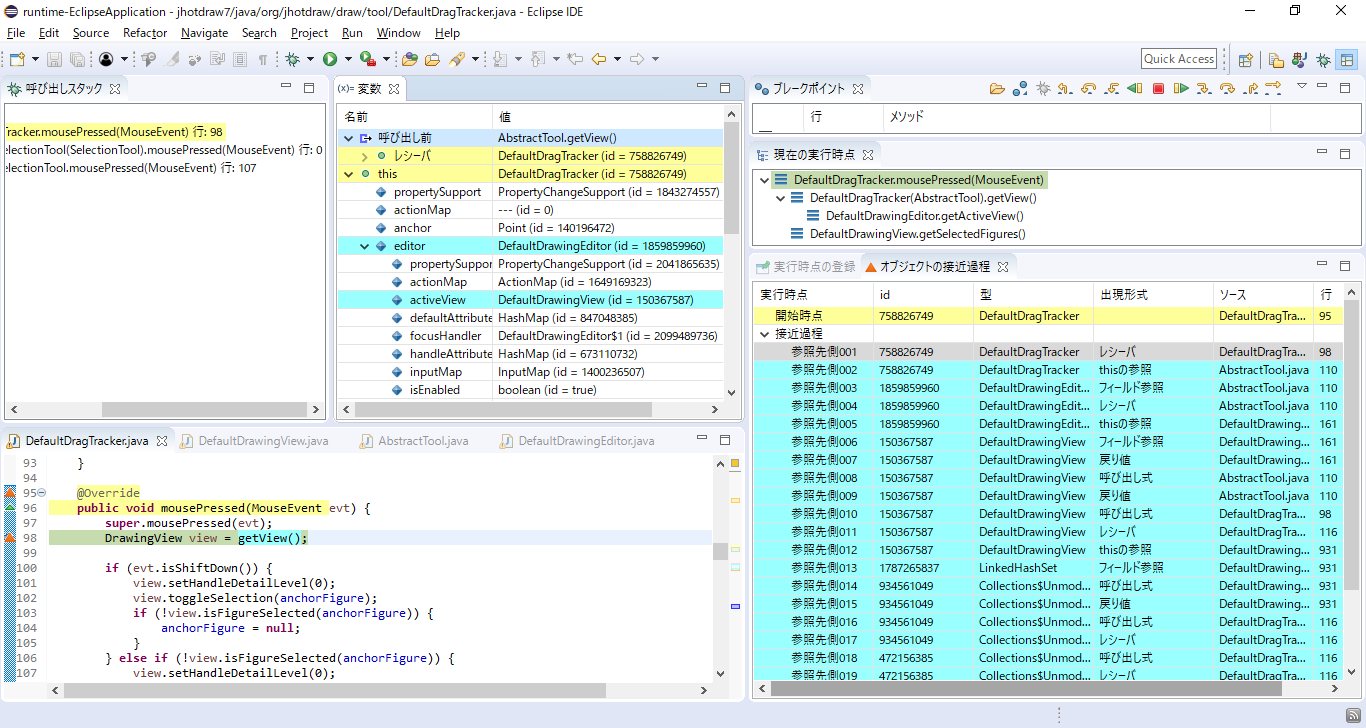 runtime-EclipseApplication - jhotdraw7/java/org/jhotdraw/draw/tool/DefaultDragTracker.java - Eclipse IDE
File Edit Source Refactor Navigate Search Project Run Window Help
Quick Access
呼び出しスタック
Tracker.mousePressed(MouseEvent) 行: 98
electionTool(SelectionTool).mousePressed(MouseEvent) 行: 0
electionTool.mousePressed(MouseEvent) 行: 107
(x)= 変数
名前 値
呼び出し前 AbstractTool.getView()
レシーバ DefaultDragTracker (id = 758826749)
this DefaultDragTracker (id = 758826749)
propertySupport PropertyChangeSupport (id = 1843274557)
actionMap --- (id = 0)
anchor Point (id = 140196472)
editor DefaultDrawingEditor (id = 1859859960)
propertySuppor PropertyChangeSupport (id = 2041865635)
actionMap ActionMap (id = 1649169323)
activeView DefaultDrawingView (id = 150367587)
defaultAttribute HashMap (id = 847048385)
focusHandler DefaultDrawingEditor$1 (id = 2099489736)
handleAttribute HashMap (id = 673110732)
inputMap InputMap (id = 1400236507)
isEnabled boolean (id = true)
ブレークポイント
行 メソッド
現在の実行時点
DefaultDragTracker.mousePressed(MouseEvent)
DefaultDragTracker(AbstractTool).getView()
DefaultDrawingEditor.getActiveView()
DefaultDrawingView.getSelectedFigures()
実行時点の登録 オブジェクトの接近過程
実行時点 id 型 出現形式 ソース 行
開始時点 758826749 DefaultDragTracker DefaultDragTra... 95
接近過程
参照先側001 758826749 DefaultDragTracker レシーバ DefaultDragTra... 98
参照先側002 758826749 DefaultDragTracker thisの参照 AbstractTool.java 110
参照先側003 1859859960 DefaultDrawingEdit... フィールド参照 AbstractTool.java 110
参照先側004 1859859960 DefaultDrawingEdit... レシーバ AbstractTool.java 110
参照先側005 1859859960 DefaultDrawingEdit... thisの参照 DefaultDrawing... 161
参照先側006 150367587 DefaultDrawingView フィールド参照 DefaultDrawing... 161
参照先側007 150367587 DefaultDrawingView 戻り値 DefaultDrawing... 161
参照先側008 150367587 DefaultDrawingView 呼び出し式 AbstractTool.java 110
参照先側009 150367587 DefaultDrawingView 戻り値 AbstractTool.java 110
参照先側010 150367587 DefaultDrawingView 呼び出し式 DefaultDragTra... 98
参照先側011 150367587 DefaultDrawingView レシーバ DefaultDragTra... 116
参照先側012 150367587 DefaultDrawingView thisの参照 DefaultDrawing... 931
参照先側013 1787265837 LinkedHashSet フィールド参照 DefaultDrawing... 931
参照先側014 934561049 Collections$Unmod... 呼び出し式 DefaultDrawing... 931
参照先側015 934561049 Collections$Unmod... 戻り値 DefaultDrawing... 931
参照先側016 934561049 Collections$Unmod... 呼び出し式 DefaultDragTra... 116
参照先側017 934561049 Collections$Unmod... レシーバ DefaultDragTra... 116
参照先側018 472156385 Collections$Unmod... 呼び出し式 DefaultDragTra... 116
参照先側019 472156385 Collections$Unmod... レシーバ DefaultDragTra... 116
DefaultDragTracker.java DefaultDrawingView.java AbstractTool.java DefaultDrawingEditor.java
93 }
94
95 @Override
96 public void mousePressed(MouseEvent evt) {
97 super.mousePressed(evt);
98 DrawingView view = getView();
99
100 if (evt.isShiftDown()) {
101 view.setHandleDetailLevel(0);
102 view.toggleSelection(anchorFigure);
103 if (!view.isFigureSelected(anchorFigure)) {
104 anchorFigure = null;
105 }
106 } else if (!view.isFigureSelected(anchorFigure)) {
107 view.setHandleDetailLevel(0);